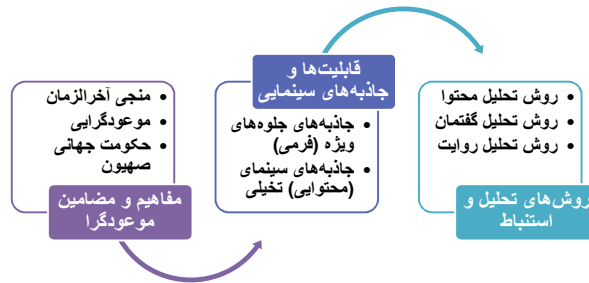 مفاهیم و مضامین
موعودگرا
• منجی آخرالزمان
• موعودگرایی
• حکومت جهانی
صهیون
قابلیت‌ها و
جاذبه‌های سینمایی
• جاذبه‌های جلوه‌های
ویژه (فرمی)
• جاذبه‌های سینمای
(محتوایی) تخیلی
روش‌های تحلیل و
استنباط
• روش تحلیل محتوا
• روش تحلیل گفتمان
• روش تحلیل روایت